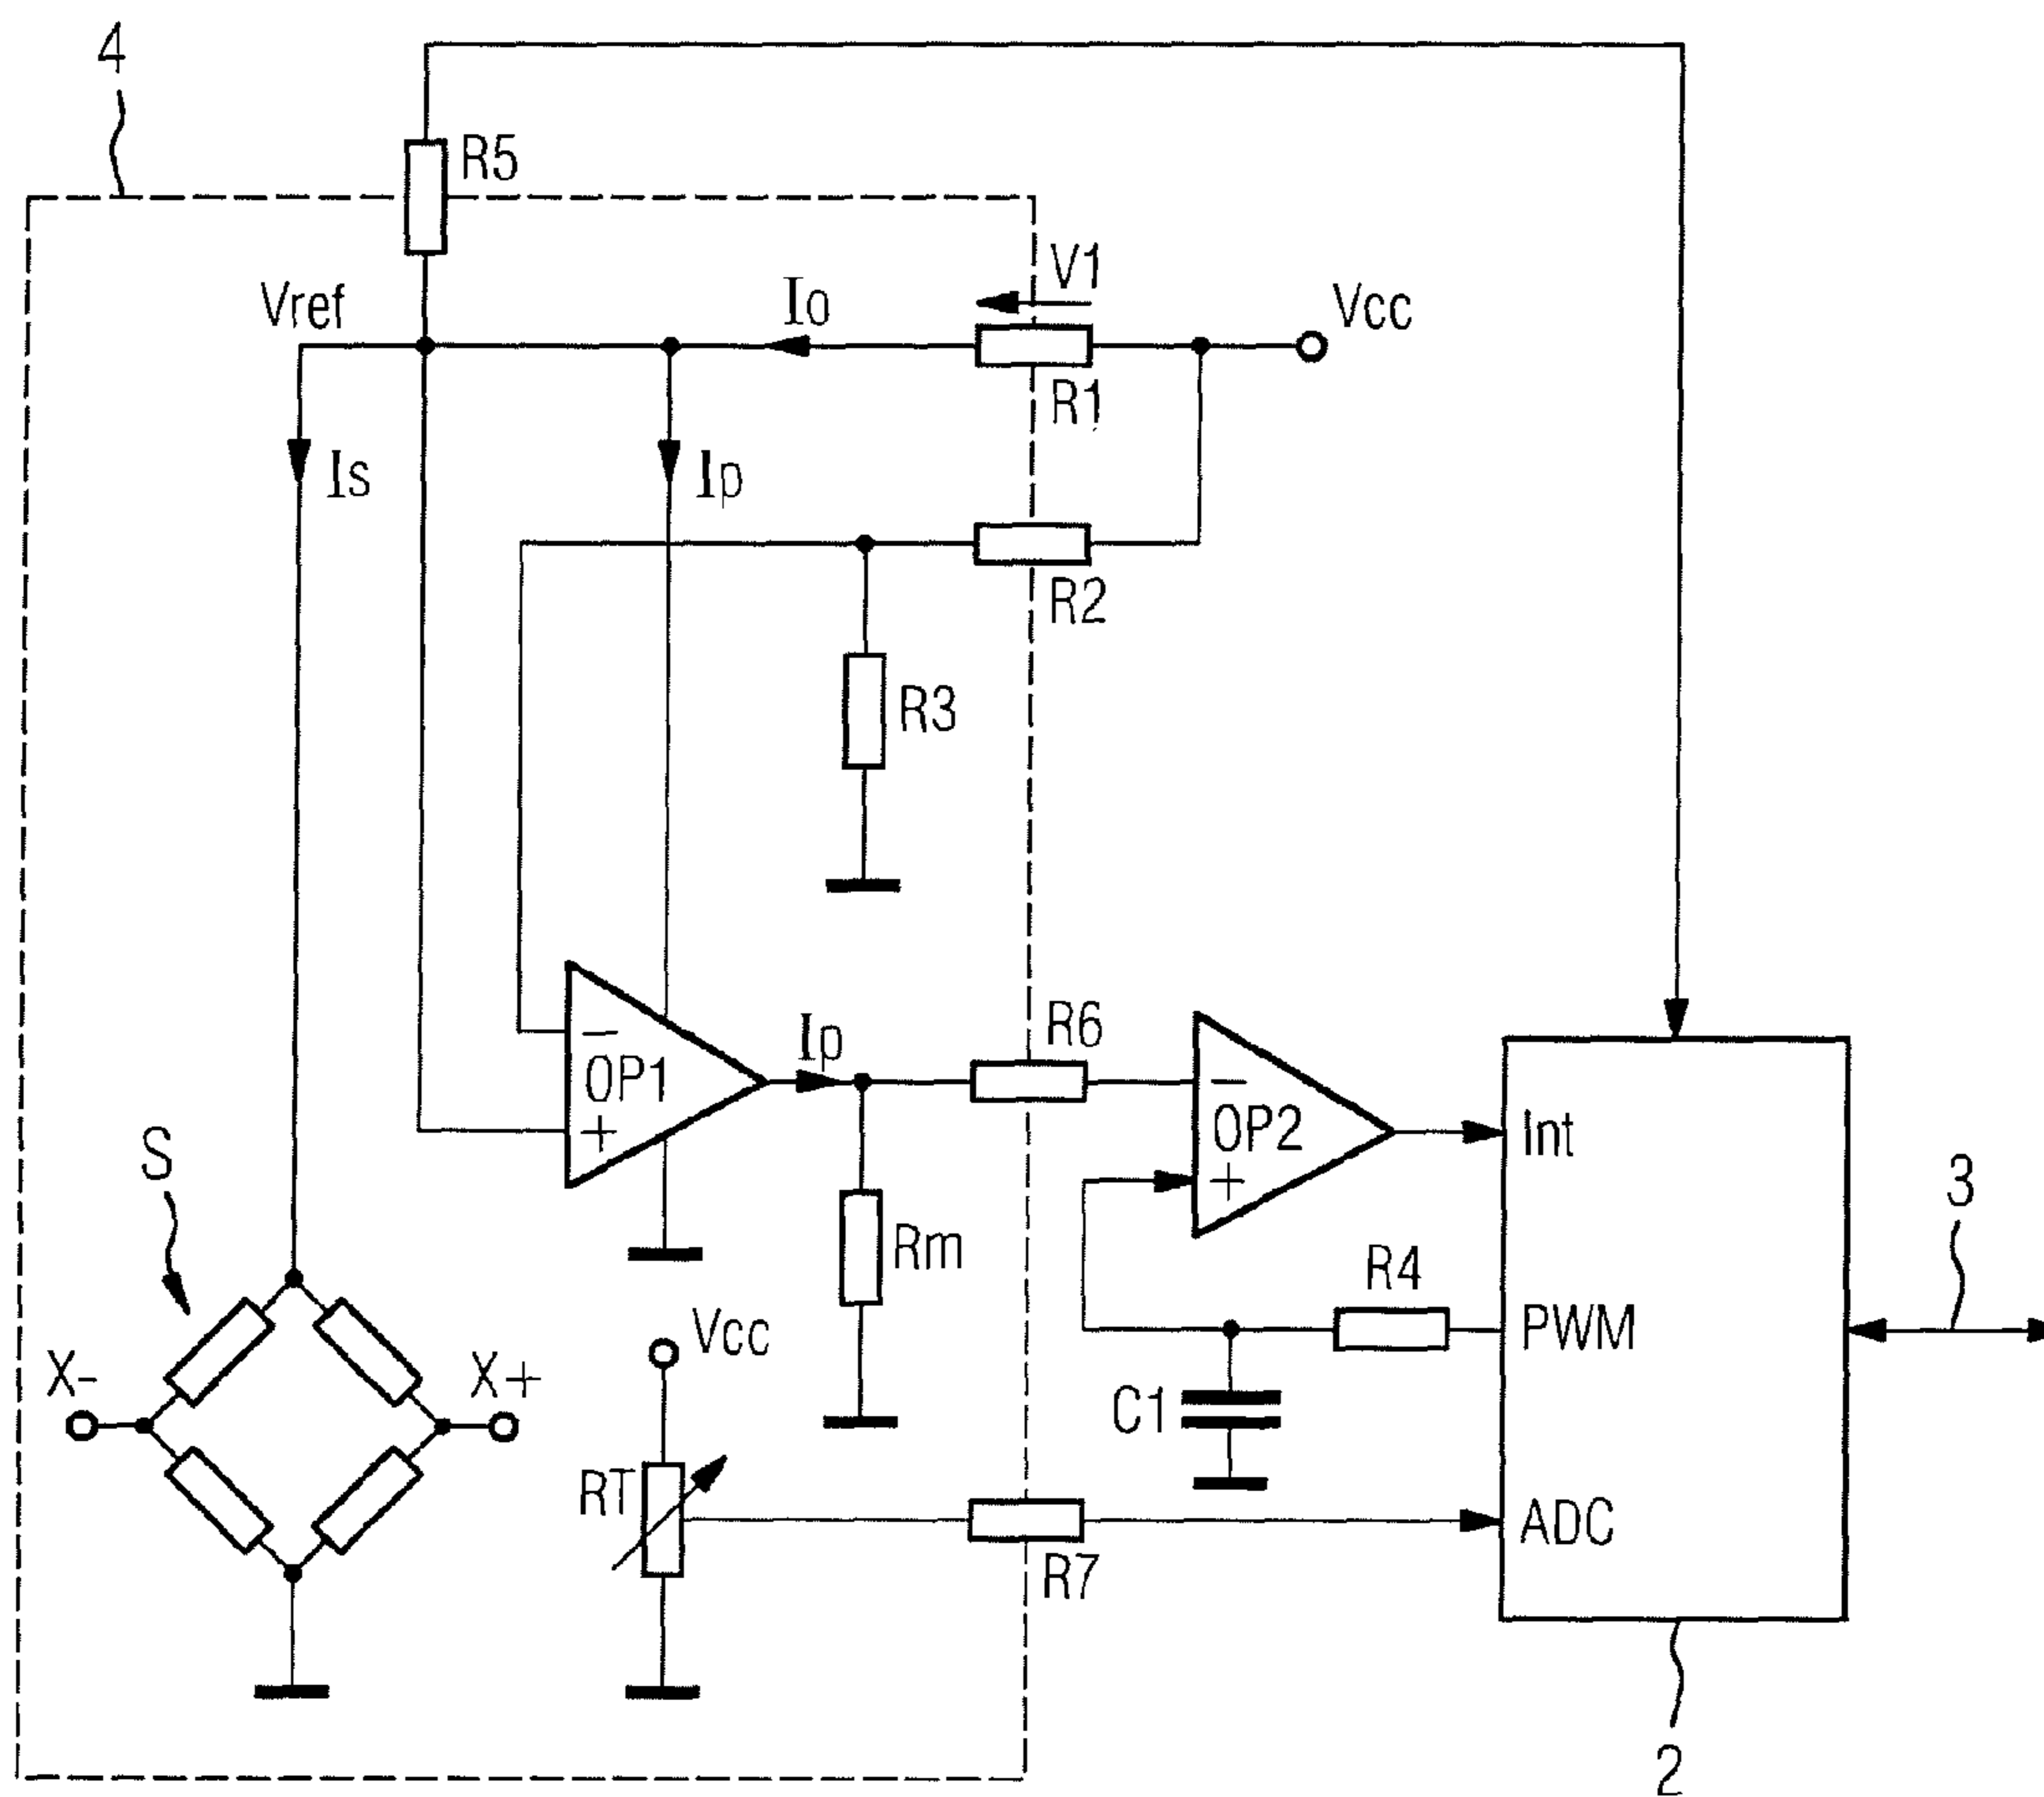 4
R5
V1
Vref
Io
Vcc
R1
Is
Ip
R2
R3
R6
Ip
−
OP1
+
−
OP2
+
Int
S
Rm
3
R4
Vcc
PWM
X-
X+
C1
RT
ADC
R7
2